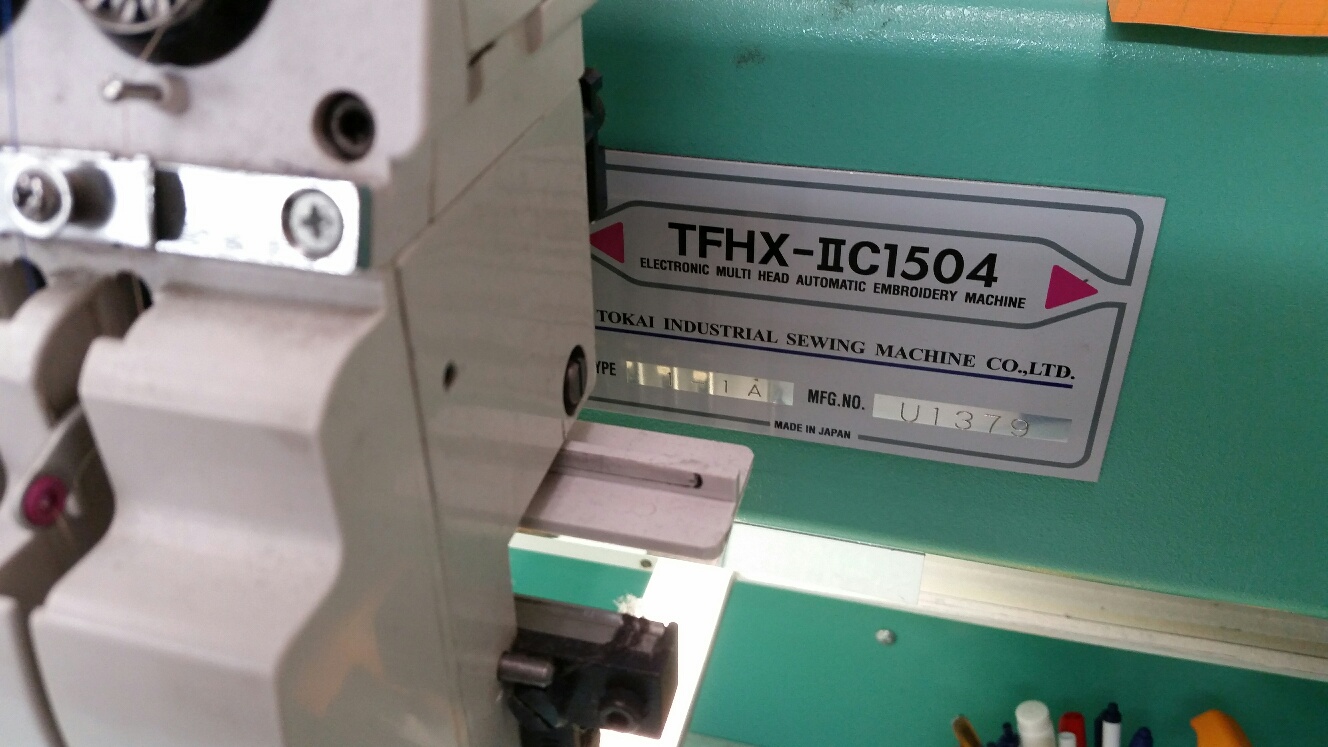 TFHX-IIC1504
ELECTRONIC MULTI HEAD AUTOMATIC EMBROIDERY MACHINE
TOKAI INDUSTRIAL SEWING MACHINE CO.,LTD.
MFG.NO. U1379
MADE IN JAPAN